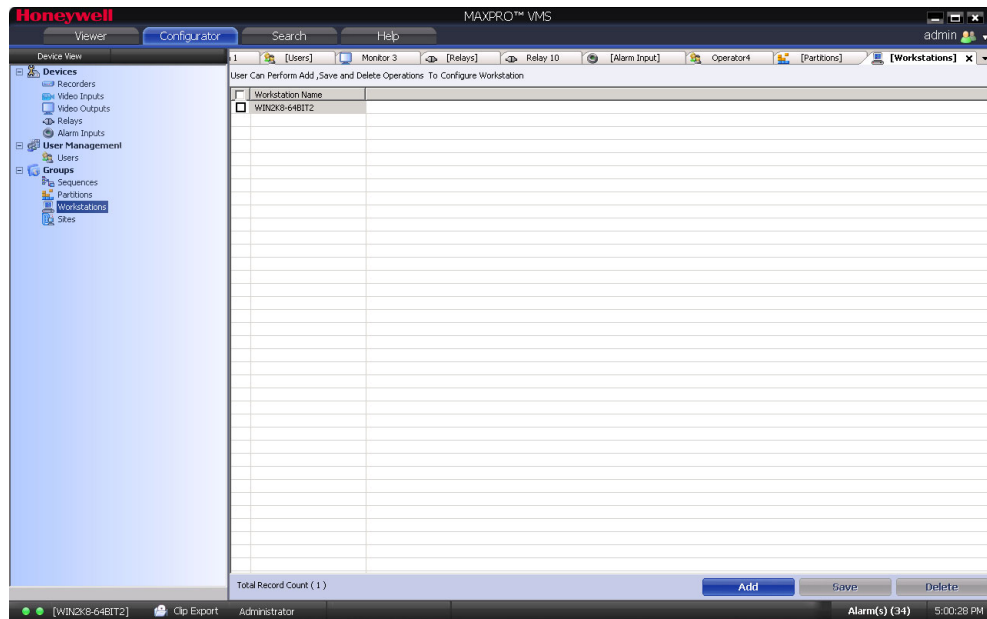 Honeywell
MAXPRO™ VMS
Viewer Configurator Search Help
admin
Device View
1 [Users] Monitor 3 [Relays] Relay 10 [Alarm Input] Operator4 [Partitions] [Workstations]
User Can Perform Add ,Save and Delete Operations To Configure Workstation
Devices
Recorders
Video Inputs
Video Outputs
Relays
Alarm Inputs
User Management
Users
Groups
Sequences
Partitions
Workstations
Sites
Workstation Name
WIN2K8-64BIT2
Total Record Count ( 1 )
Add Save Delete
[WIN2K8-64BIT2] Clip Export Administrator Alarm(s) (34) 5:00:28 PM